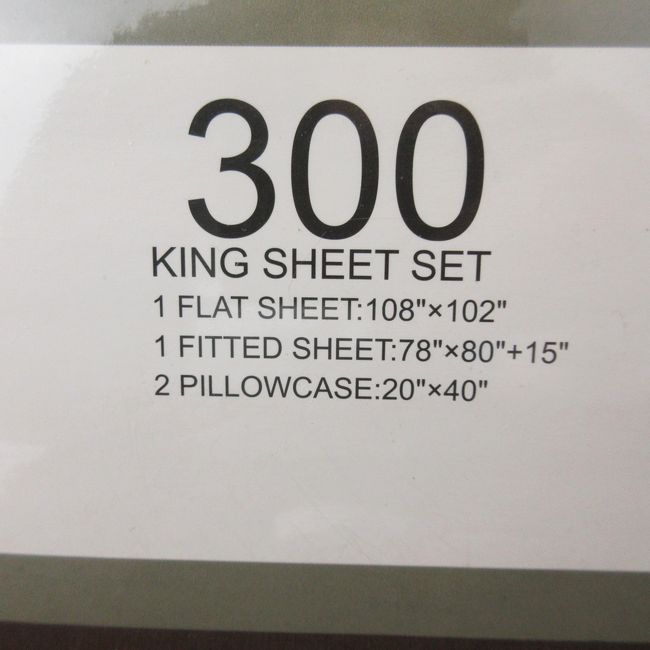 300
KING SHEET SET
1 FLAT SHEET:108"×102"
1 FITTED SHEET:78"×80"+15"
2 PILLOWCASE:20"×40"